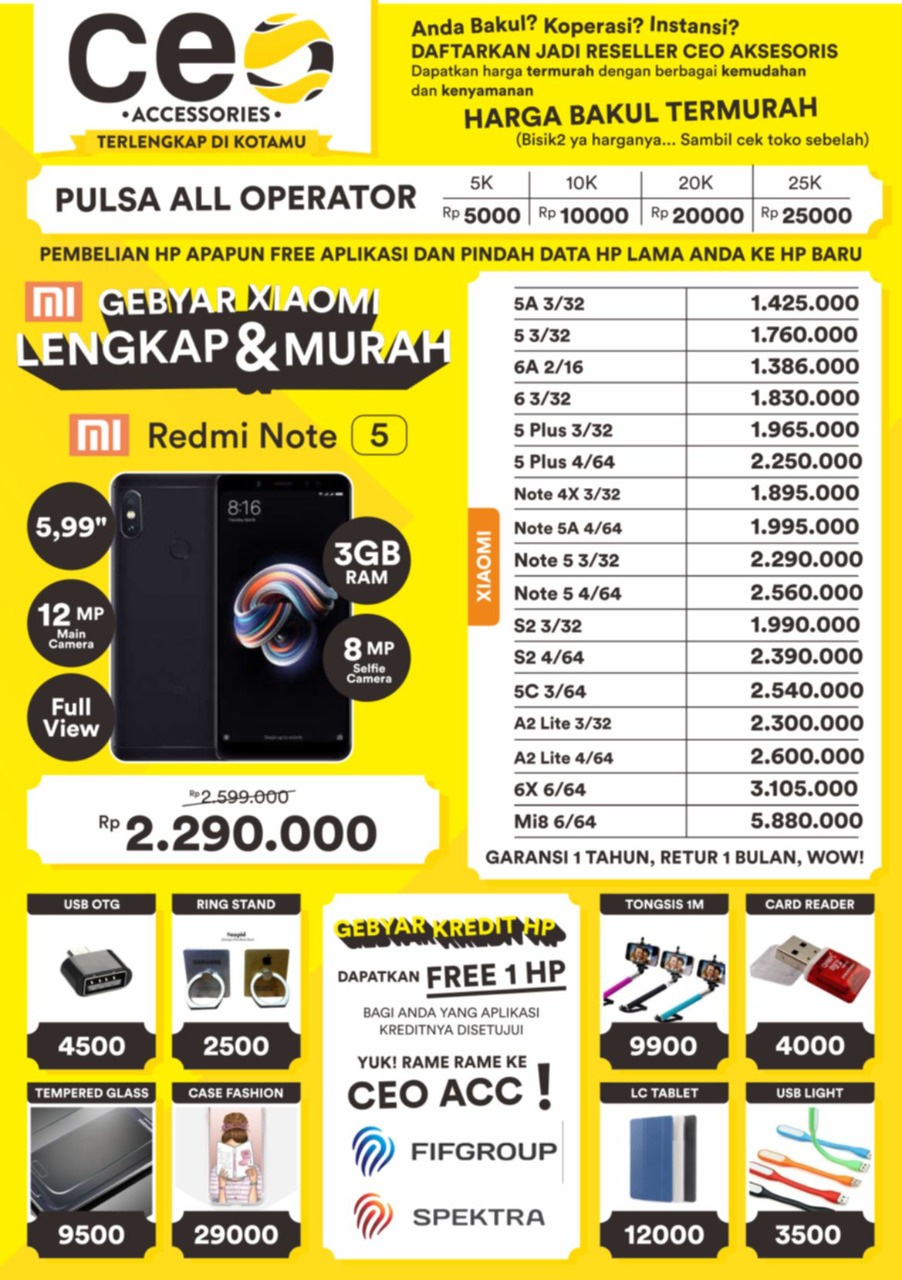 ceo
•ACCESSORIES•
TERLENGKAP DI KOTAMU
Anda Bakul? Koperasi? Instansi?
DAFTARKAN JADI RESELLER CEO AKSESORIS
Dapatkan harga termurah dengan berbagai kemudahan
dan kenyamanan
HARGA BAKUL TERMURAH
(Bisik2 ya harganya... Sambil cek toko sebelah)
PULSA ALL OPERATOR
5K 10K 20K 25K
Rp 5000 Rp 10000 Rp 20000 Rp 25000
PEMBELIAN HP APAPUN FREE APLIKASI DAN PINDAH DATA HP LAMA ANDA KE HP BARU
MI GEBYAR XIAOMI
LENGKAP & MURAH
MI Redmi Note 5
5,99"
12 MP
Main
Camera
Full
View
8:16
3GB
RAM
8 MP
Selfie
Camera
Rp 2.599.000
Rp 2.290.000
XIAOMI
5A 3/32 1.425.000
5 3/32 1.760.000
6A 2/16 1.386.000
6 3/32 1.830.000
5 Plus 3/32 1.965.000
5 Plus 4/64 2.250.000
Note 4X 3/32 1.895.000
Note 5A 4/64 1.995.000
Note 5 3/32 2.290.000
Note 5 4/64 2.560.000
S2 3/32 1.990.000
S2 4/64 2.390.000
5C 3/64 2.540.000
A2 Lite 3/32 2.300.000
A2 Lite 4/64 2.600.000
6X 6/64 3.105.000
Mi8 6/64 5.880.000
GARANSI 1 TAHUN, RETUR 1 BULAN, WOW!
USB OTG
4500
RING STAND
SAMSUNG
2500
TEMPERED GLASS
9500
CASE FASHION
29000
GEBYAR KREDIT HP
DAPATKAN FREE 1 HP
BAGI ANDA YANG APLIKASI
KREDITNYA DISETUJUI
YUK! RAME RAME KE
CEO ACC !
FIFGROUP
SPEKTRA
TONGSIS 1M
9900
CARD READER
4000
LC TABLET
12000
USB LIGHT
3500